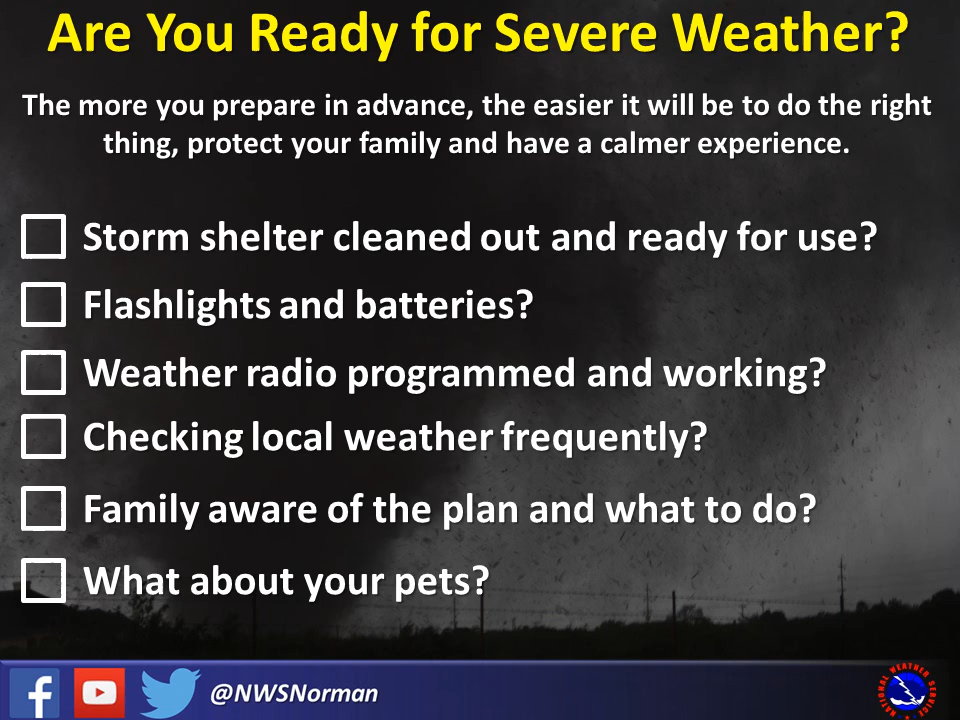 Are You Ready for Severe Weather?
The more you prepare in advance, the easier it will be to do the right
thing, protect your family and have a calmer experience.
Storm shelter cleaned out and ready for use?
Flashlights and batteries?
Weather radio programmed and working?
Checking local weather frequently?
Family aware of the plan and what to do?
What about your pets?
@NWSNorman
NATIONAL WEATHER SERVICE